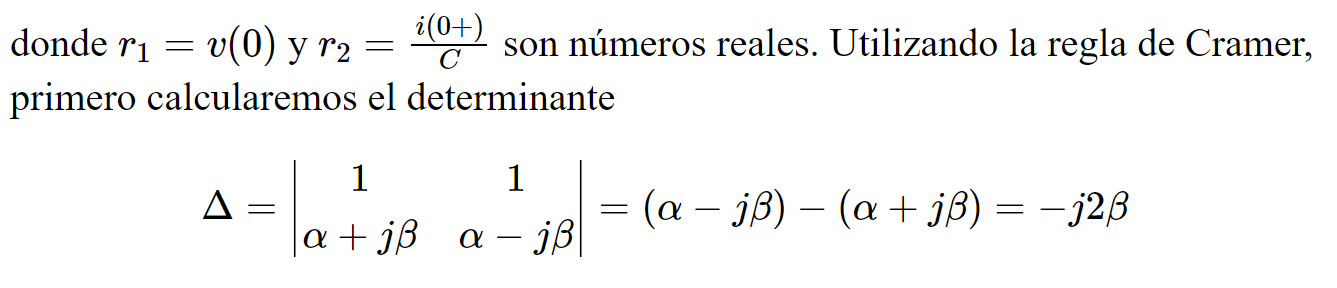 donde r₁ = v(0) y r₂ = i(0+)/C son números reales. Utilizando la regla de Cramer,
primero calcularemos el determinante
Δ = |1 1; α + jβ α − jβ| = (α − jβ) − (α + jβ) = −j2β